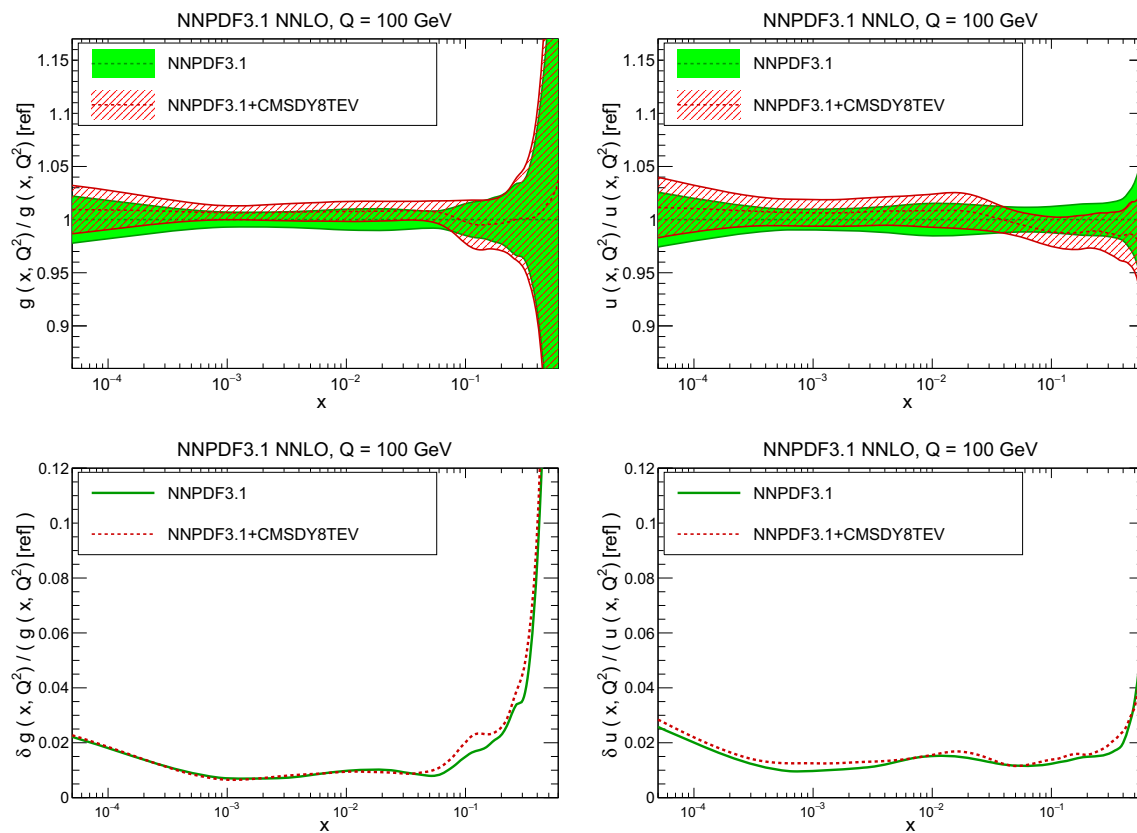 NNPDF3.1 NNLO, Q = 100 GeV
g ( x, Q²) / g ( x, Q²) [ref]
1.15
1.1
1.05
1
0.95
0.9
NNPDF3.1
NNPDF3.1+CMSDY8TEV
10⁻⁴
10⁻³
10⁻²
10⁻¹
x
NNPDF3.1 NNLO, Q = 100 GeV
u ( x, Q²) / u ( x, Q²) [ref]
1.15
1.1
1.05
1
0.95
0.9
NNPDF3.1
NNPDF3.1+CMSDY8TEV
10⁻⁴
10⁻³
10⁻²
10⁻¹
x
NNPDF3.1 NNLO, Q = 100 GeV
δ g ( x, Q²) / ( g ( x, Q²) [ref] )
0.12
0.1
0.08
0.06
0.04
0.02
0
NNPDF3.1
NNPDF3.1+CMSDY8TEV
10⁻⁴
10⁻³
10⁻²
10⁻¹
x
NNPDF3.1 NNLO, Q = 100 GeV
δ u ( x, Q²) / ( u ( x, Q²) [ref] )
0.12
0.1
0.08
0.06
0.04
0.02
0
NNPDF3.1
NNPDF3.1+CMSDY8TEV
10⁻⁴
10⁻³
10⁻²
10⁻¹
x